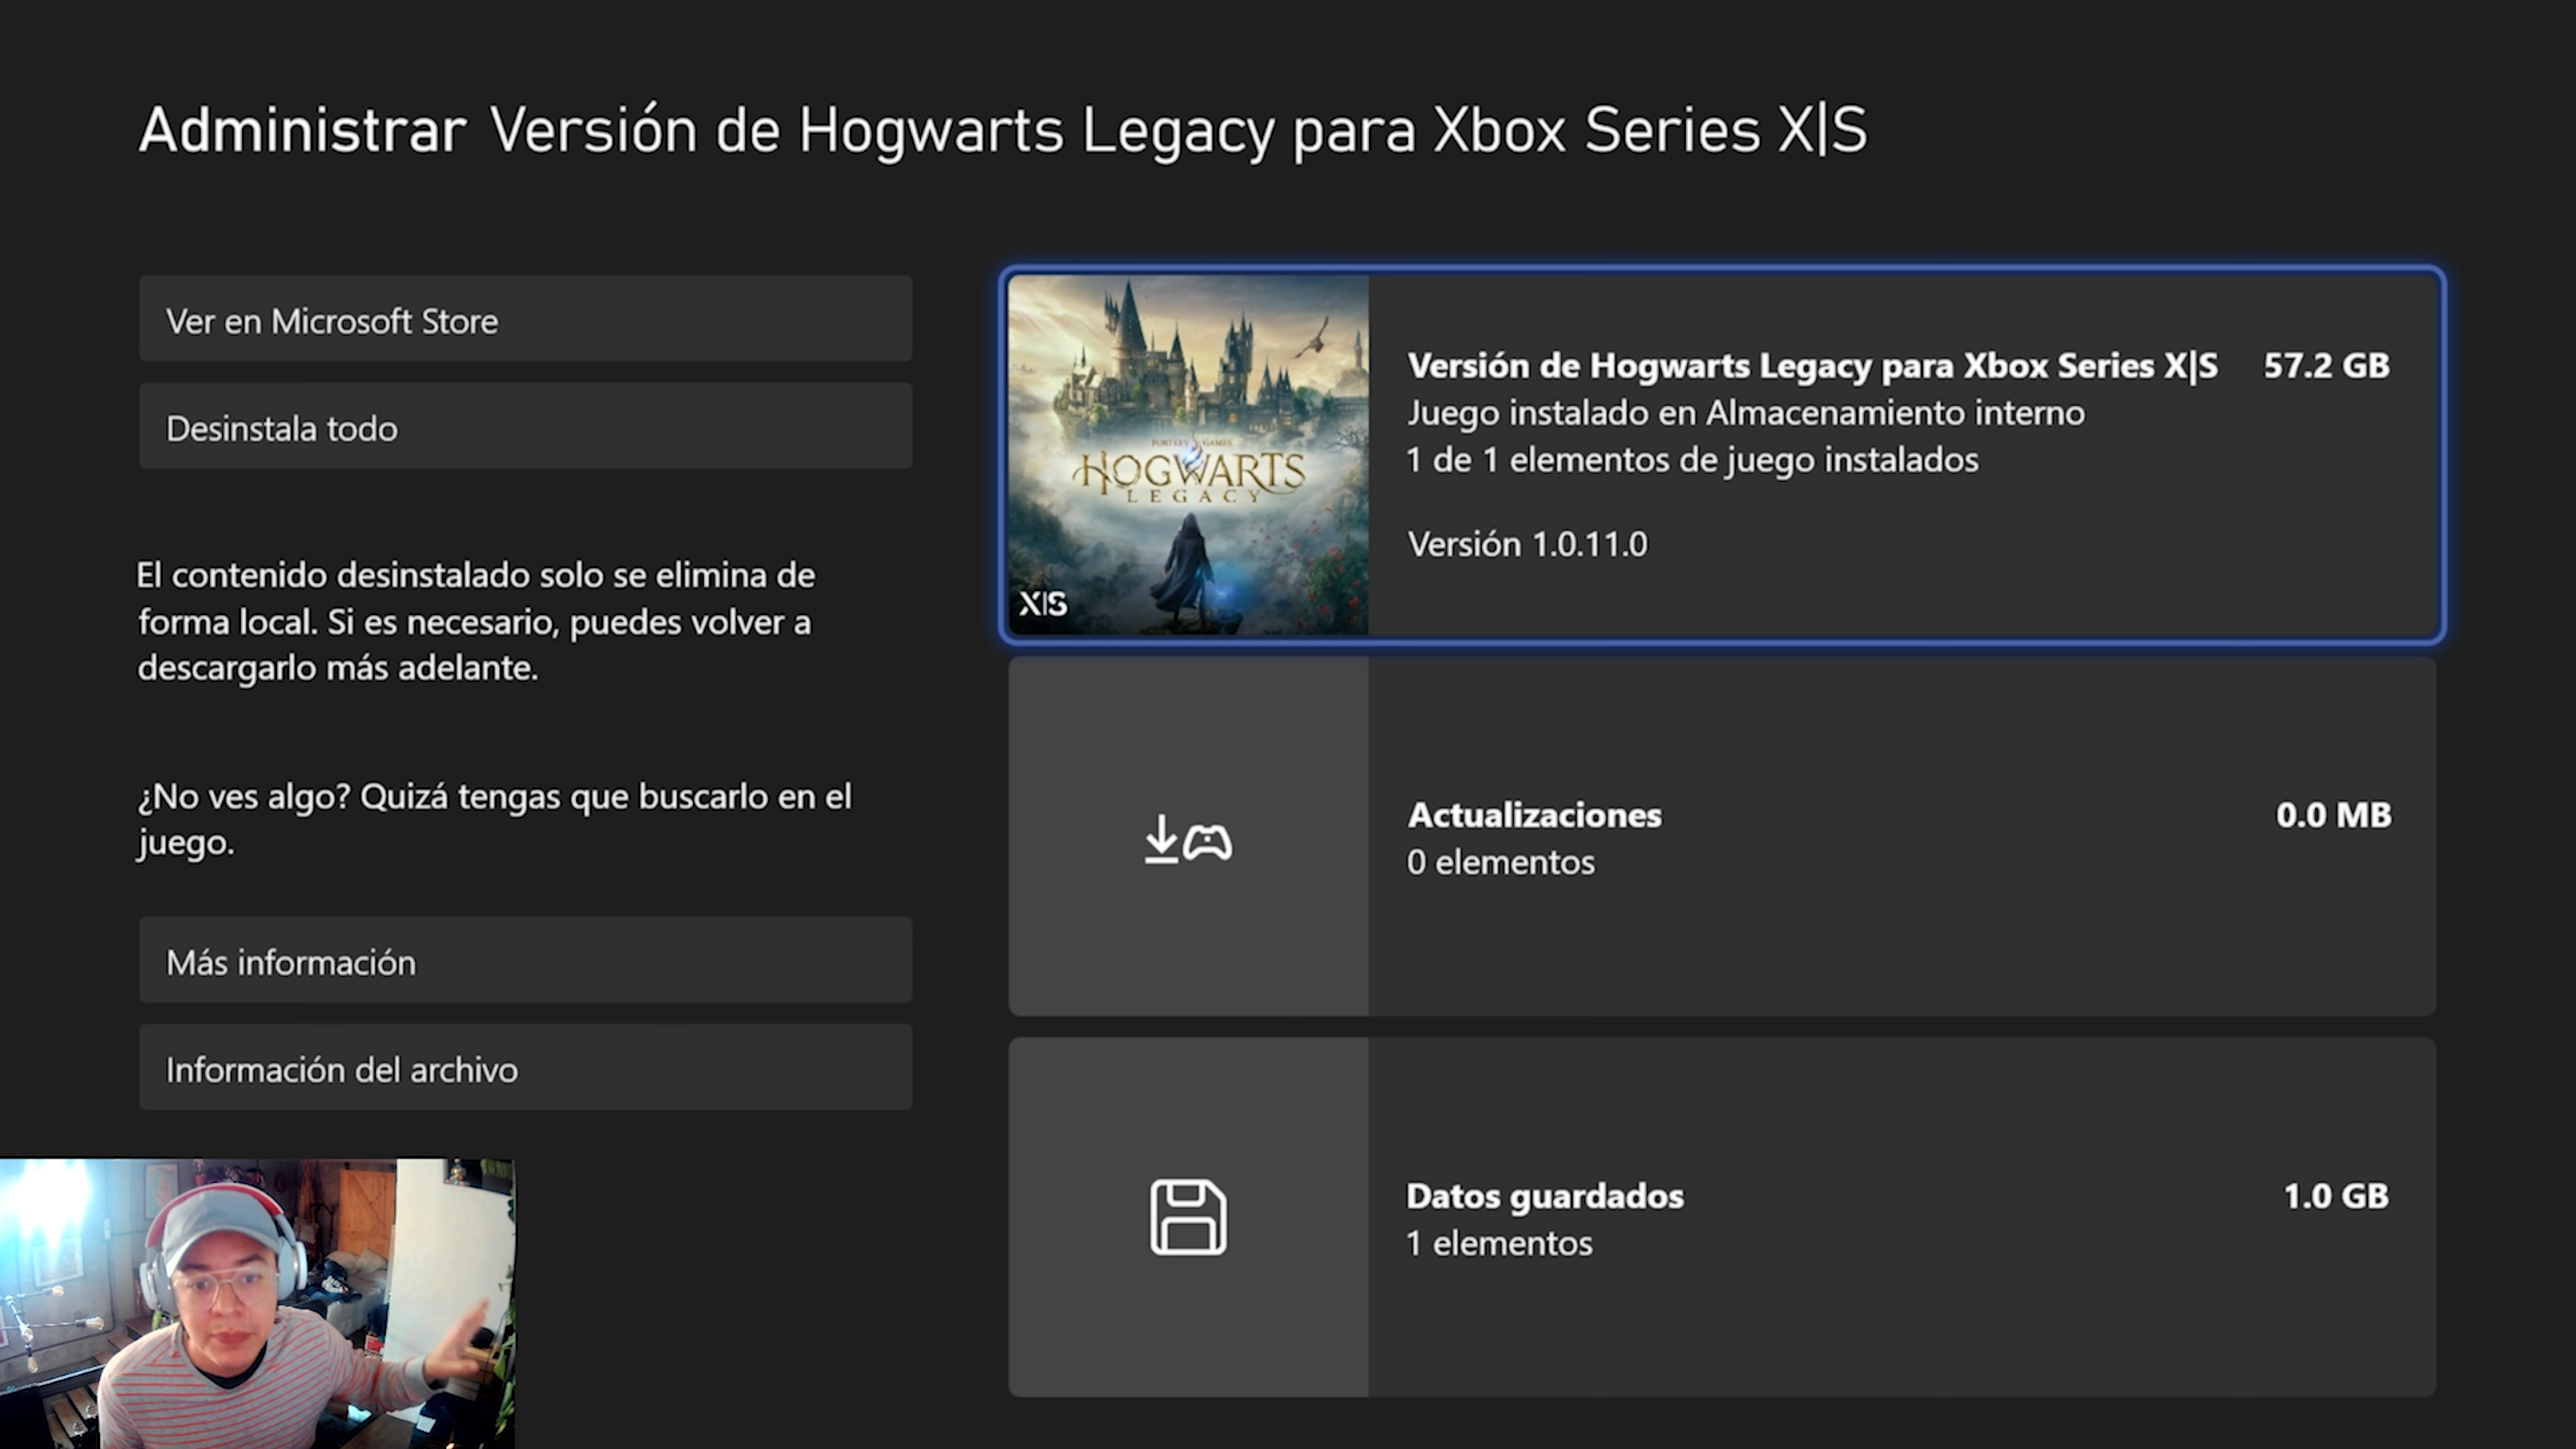 Administrar Versión de Hogwarts Legacy para Xbox Series X|S
Ver en Microsoft Store
Desinstala todo
El contenido desinstalado solo se elimina de
forma local. Si es necesario, puedes volver a
descargarlo más adelante.
¿No ves algo? Quizá tengas que buscarlo en el
juego.
Más información
Información del archivo
PORTKEY GAMES
HOGWARTS
LEGACY
X|S
Versión de Hogwarts Legacy para Xbox Series X|S 57.2 GB
Juego instalado en Almacenamiento interno
1 de 1 elementos de juego instalados
Versión 1.0.11.0
Actualizaciones 0.0 MB
0 elementos
Datos guardados 1.0 GB
1 elementos